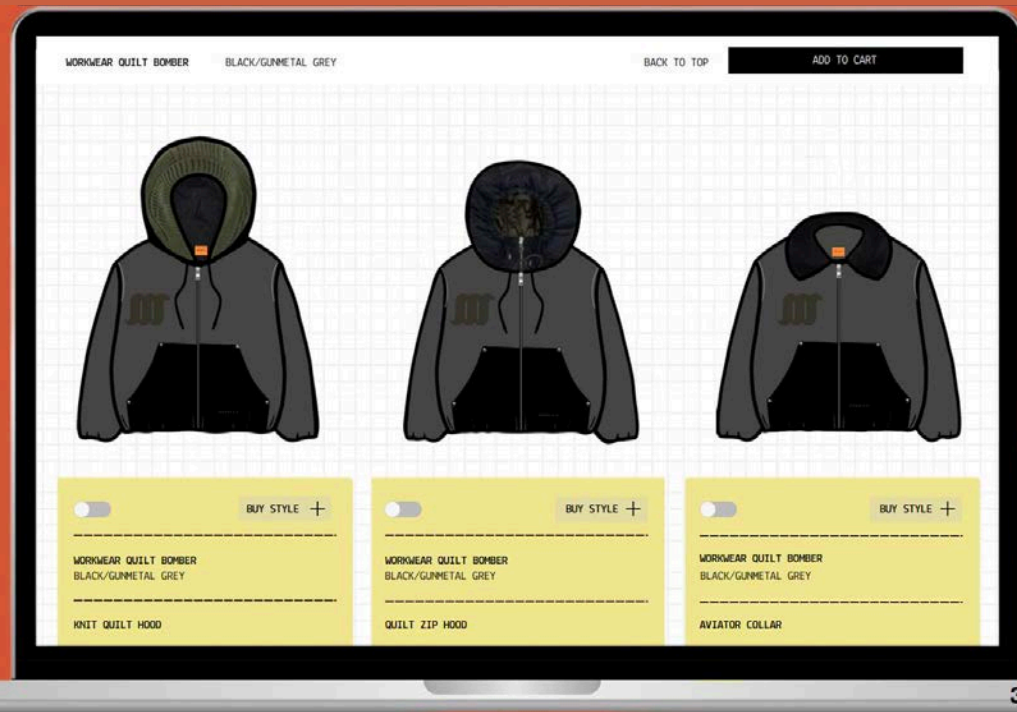 WORKWEAR QUILT BOMBER BLACK/GUNMETAL GREY BACK TO TOP ADD TO CART
BUY STYLE +
WORKWEAR QUILT BOMBER
BLACK/GUNMETAL GREY
KNIT QUILT HOOD
BUY STYLE +
WORKWEAR QUILT BOMBER
BLACK/GUNMETAL GREY
QUILT ZIP HOOD
BUY STYLE +
WORKWEAR QUILT BOMBER
BLACK/GUNMETAL GREY
AVIATOR COLLAR